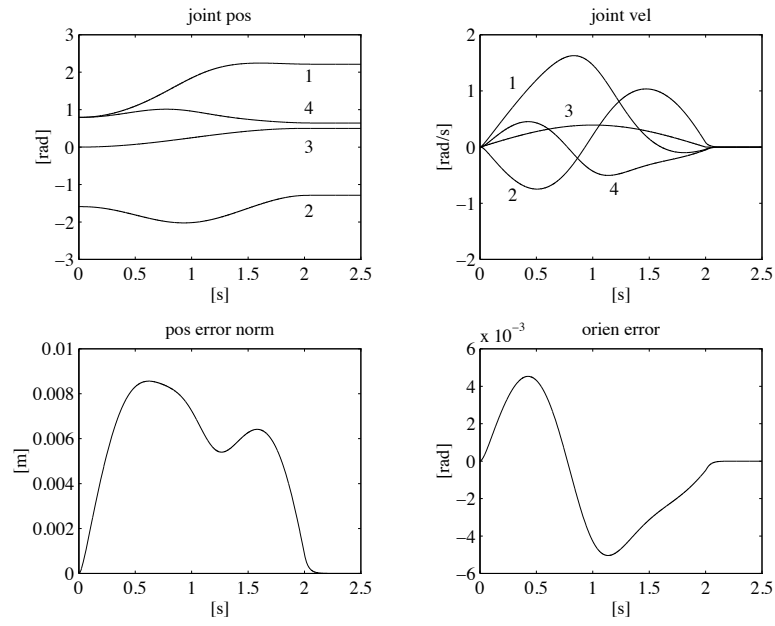 joint pos
3
2
1
0
−1
−2
−3
[rad]
1
4
3
2
0 0.5 1 1.5 2 2.5
[s]
joint vel
2
1
0
−1
−2
[rad/s]
1
3
2
4
0 0.5 1 1.5 2 2.5
[s]
pos error norm
0.01
0.008
0.006
0.004
0.002
0
[m]
0 0.5 1 1.5 2 2.5
[s]
orien error
x 10−3
6
4
2
0
−2
−4
−6
[rad]
0 0.5 1 1.5 2 2.5
[s]